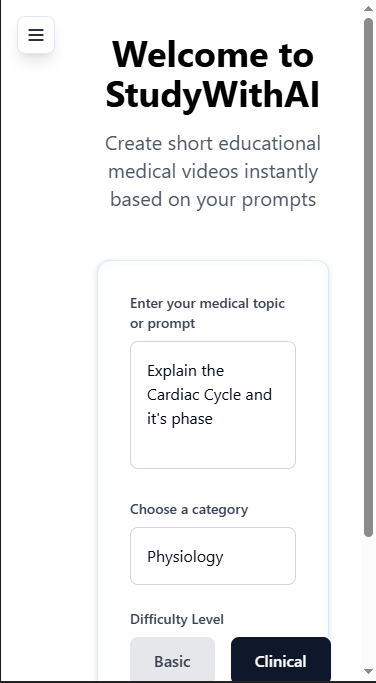 Welcome to
StudyWithAI
Create short educational
medical videos instantly
based on your prompts
Enter your medical topic
or prompt
Explain the
Cardiac Cycle and
it's phase
Choose a category
Physiology
Difficulty Level
Basic
Clinical